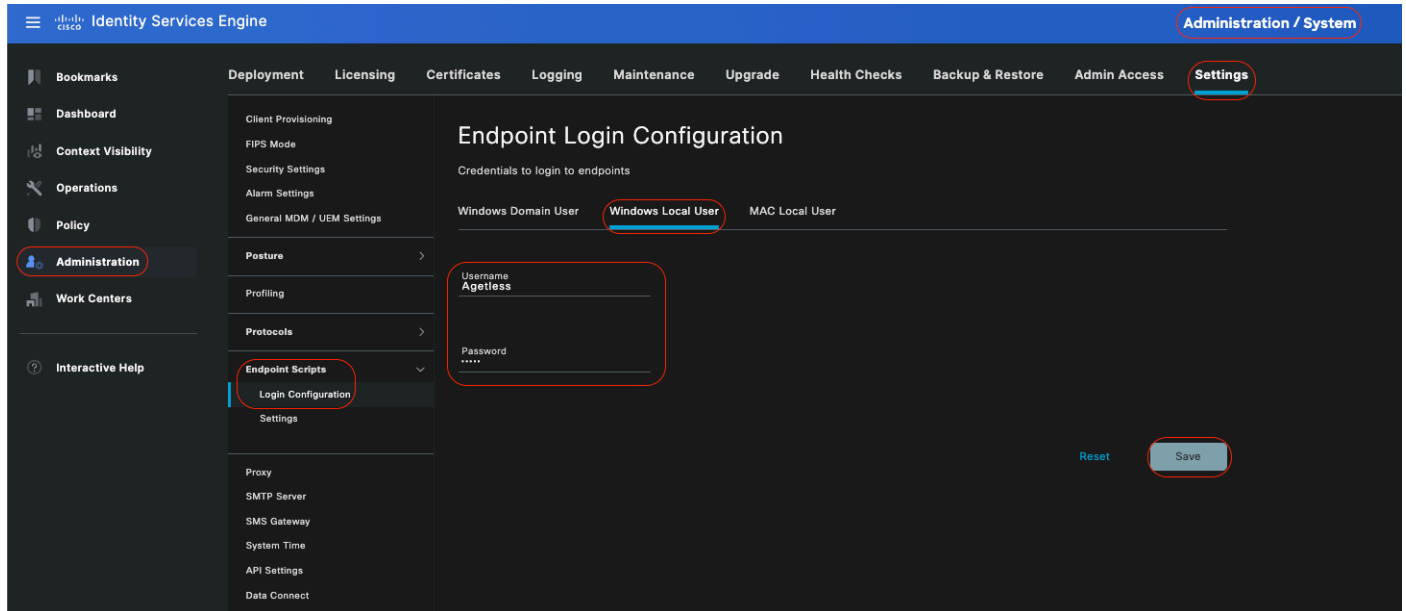 cisco Identity Services Engine
Administration / System
Bookmarks
Dashboard
Context Visibility
Operations
Policy
Administration
Work Centers
Interactive Help
Deployment Licensing Certificates Logging Maintenance Upgrade Health Checks Backup & Restore Admin Access Settings
Client Provisioning
FIPS Mode
Security Settings
Alarm Settings
General MDM / UEM Settings
Posture
Profiling
Protocols
Endpoint Scripts
Login Configuration
Settings
Proxy
SMTP Server
SMS Gateway
System Time
API Settings
Data Connect
Endpoint Login Configuration
Credentials to login to endpoints
Windows Domain User Windows Local User MAC Local User
Username
Agetless
Password
•••••
Reset Save